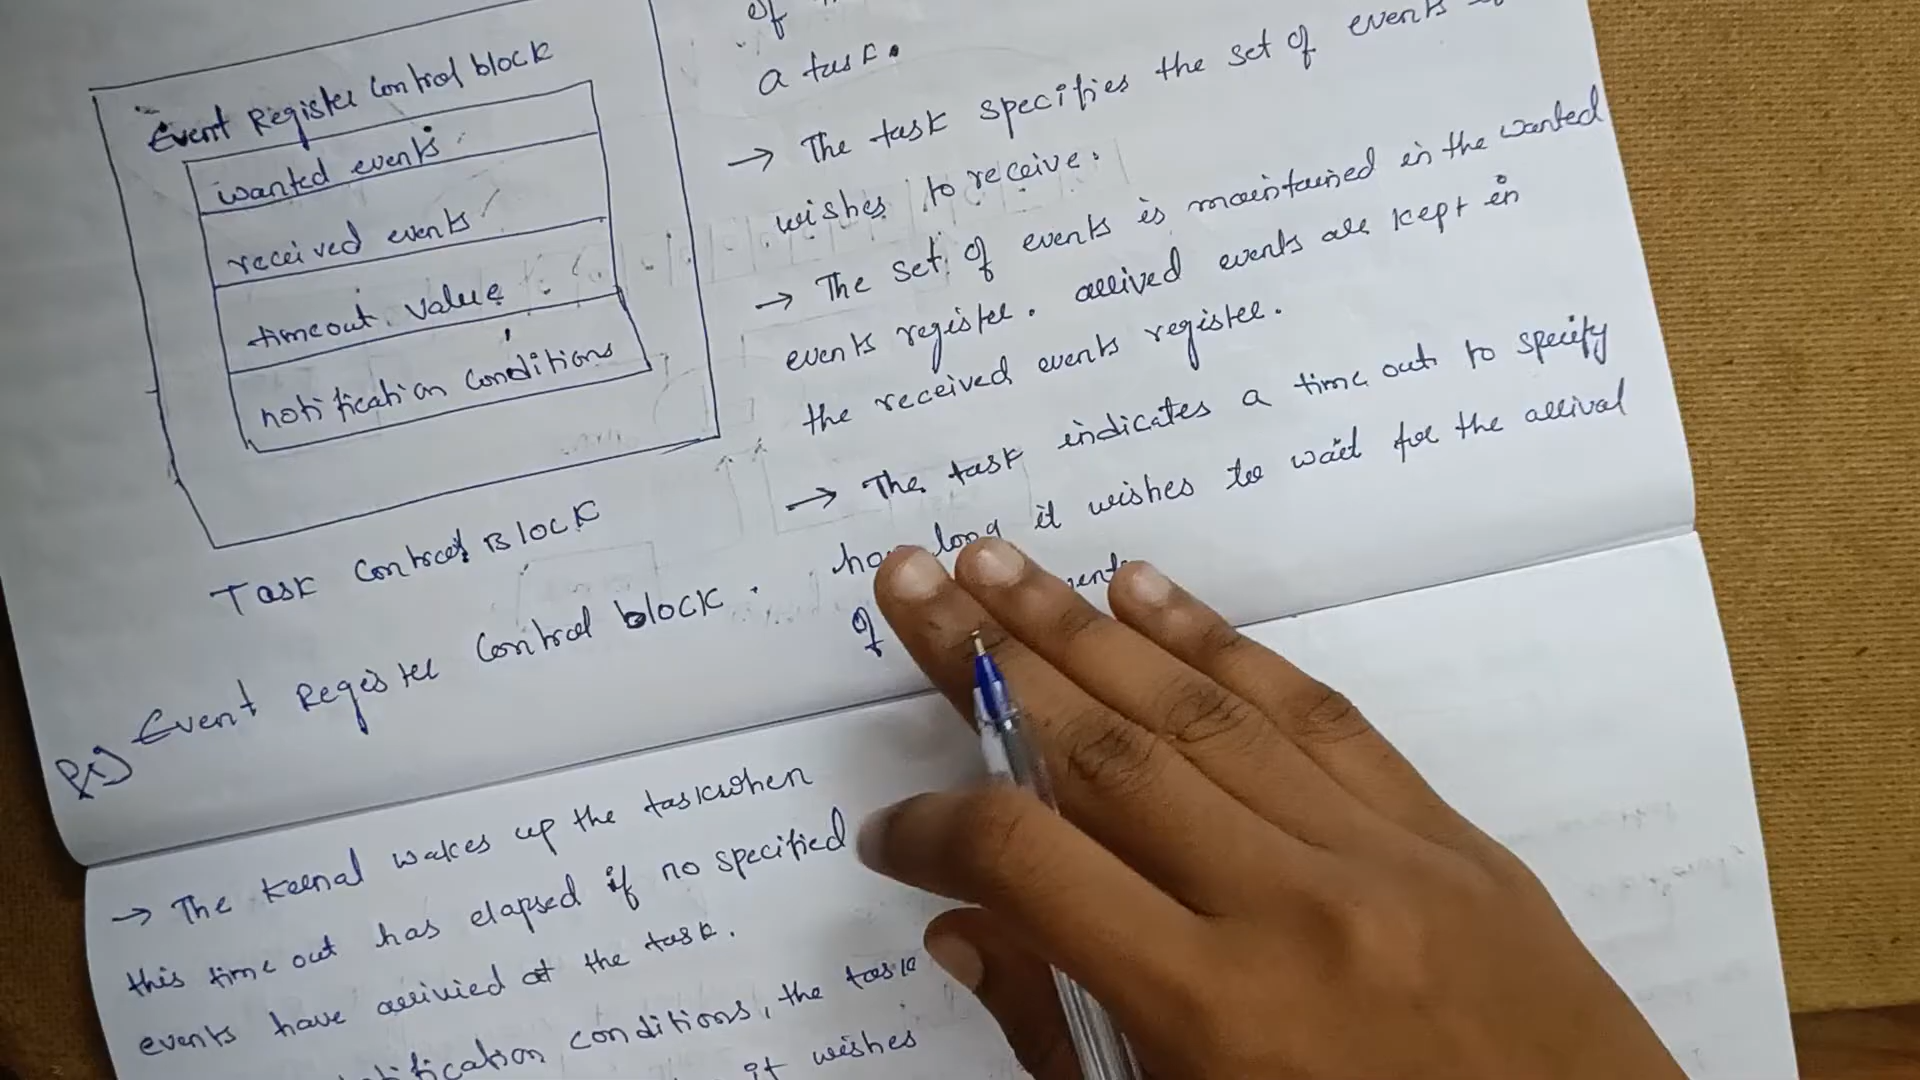 Event Register Control block
wanted events
received events
timeout value
notification conditions
Task Control Block
Event Register Control block.
of
a task.
→ The task specifies the set of events
wishes to receive.
→ The set of events is maintained in the wanted
events register. arrived events are kept in
the received events register.
→ The task indicates a time out to specify
long it wishes to wait for the arrival
of
→ The kernal wakes up the task when
this time out has elapsed if no specified
events have arrivied at the task.
conditions, the task
it wishes